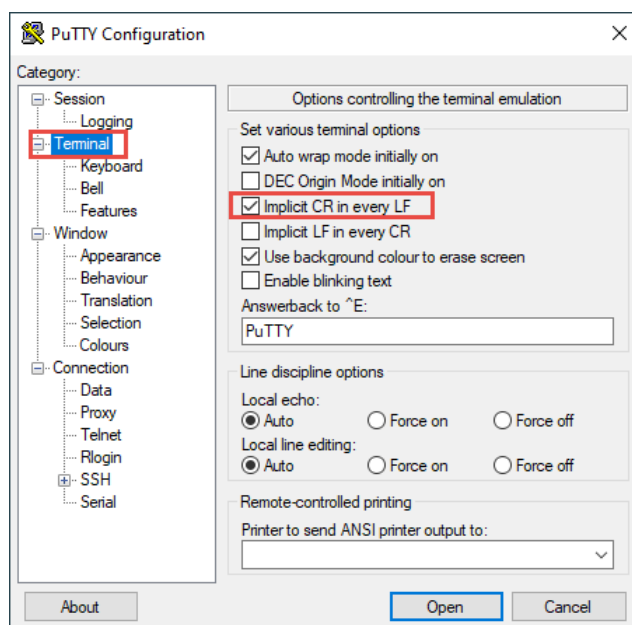 PuTTY Configuration
Category:
Session
Logging
Terminal
Keyboard
Bell
Features
Window
Appearance
Behaviour
Translation
Selection
Colours
Connection
Data
Proxy
Telnet
Rlogin
SSH
Serial
Options controlling the terminal emulation
Set various terminal options
Auto wrap mode initially on
DEC Origin Mode initially on
Implicit CR in every LF
Implicit LF in every CR
Use background colour to erase screen
Enable blinking text
Answerback to ^E:
PuTTY
Line discipline options
Local echo:
Auto Force on Force off
Local line editing:
Auto Force on Force off
Remote-controlled printing
Printer to send ANSI printer output to:
About Open Cancel